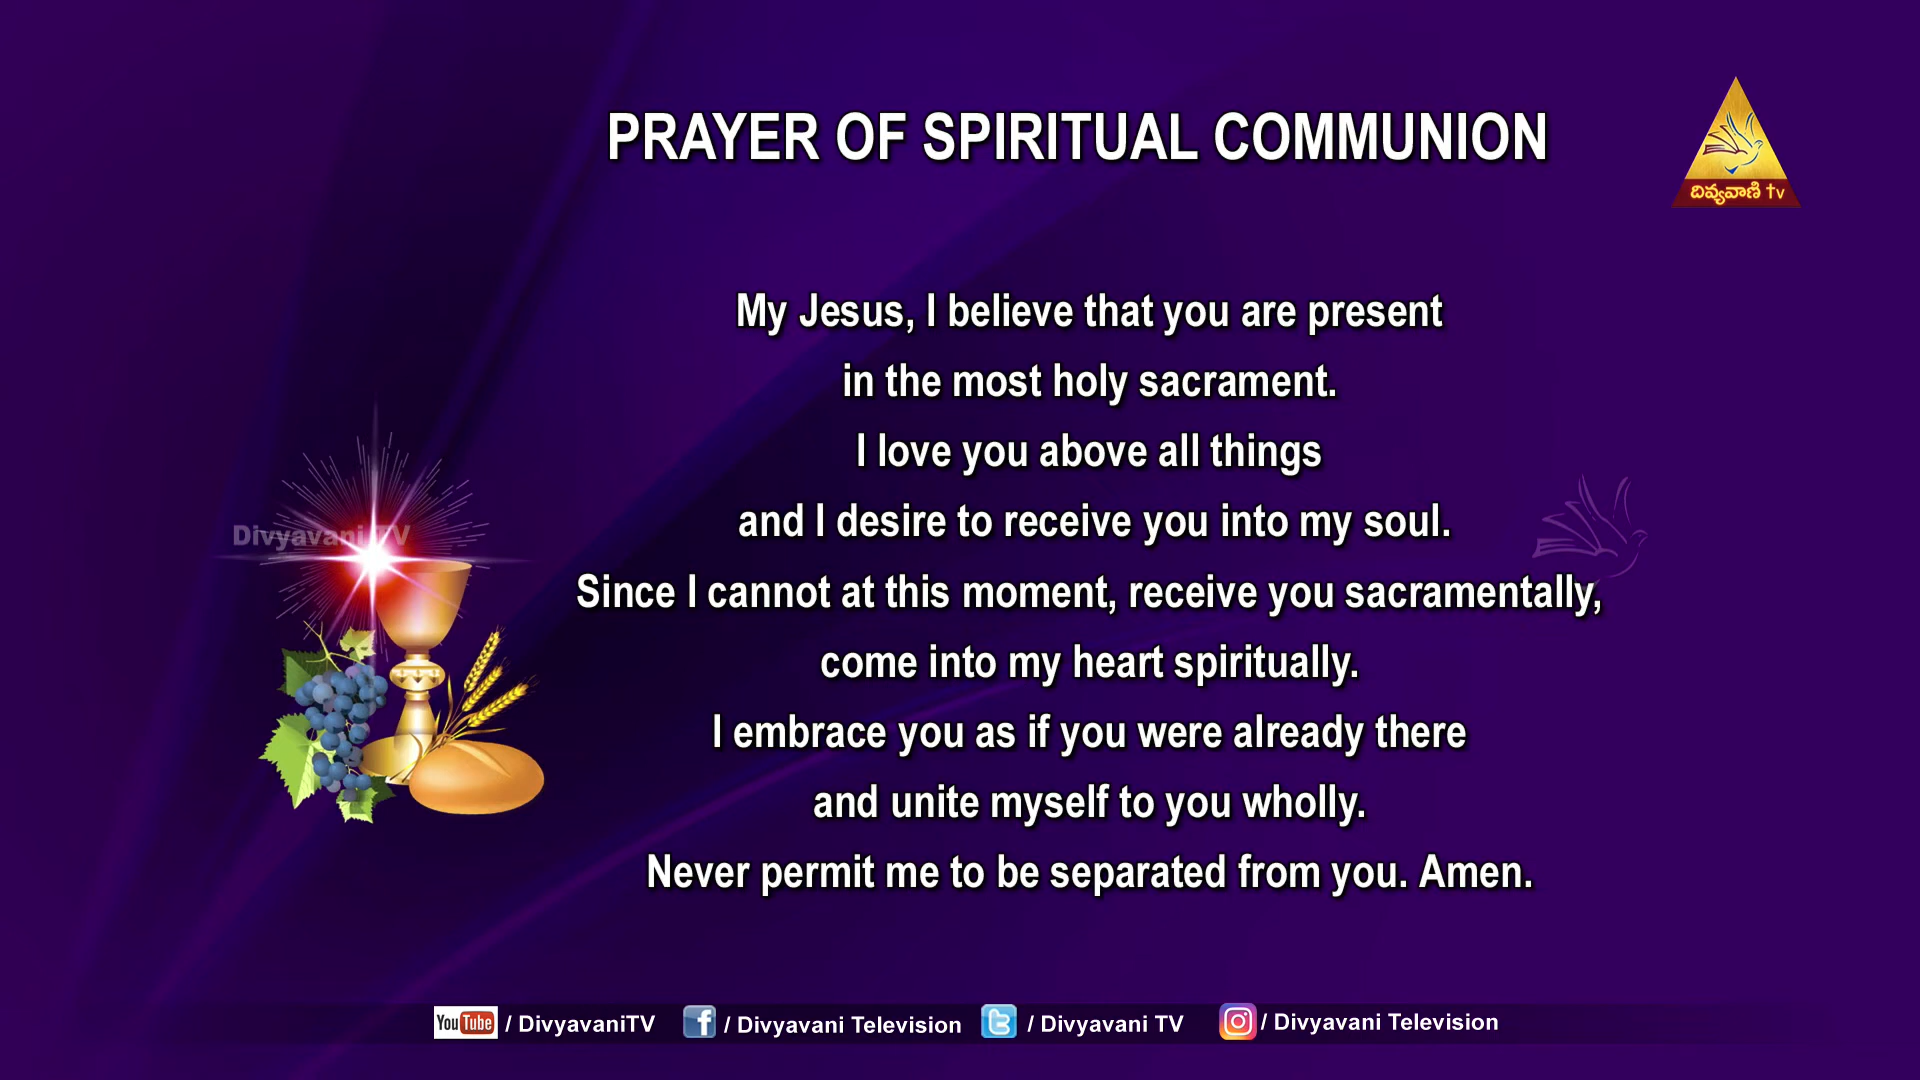 PRAYER OF SPIRITUAL COMMUNION
దివ్యవాణి tv
My Jesus, I believe that you are present
in the most holy sacrament.
I love you above all things
and I desire to receive you into my soul.
Since I cannot at this moment, receive you sacramentally,
come into my heart spiritually.
I embrace you as if you were already there
and unite myself to you wholly.
Never permit me to be separated from you. Amen.
Divyavani TV
YouTube / DivyavaniTV f / Divyavani Television t / Divyavani TV / Divyavani Television